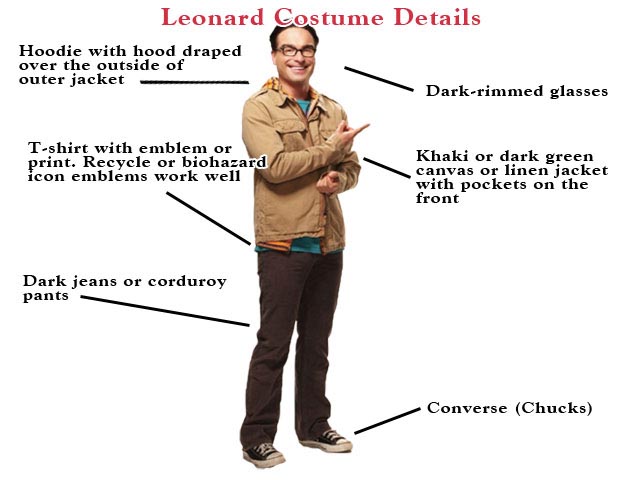 Leonard Costume Details
Hoodie with hood draped
over the outside of
outer jacket
Dark-rimmed glasses
T-shirt with emblem or
print. Recycle or biohazard
icon emblems work well
Khaki or dark green
canvas or linen jacket
with pockets on the
front
Dark jeans or corduroy
pants
Converse (Chucks)